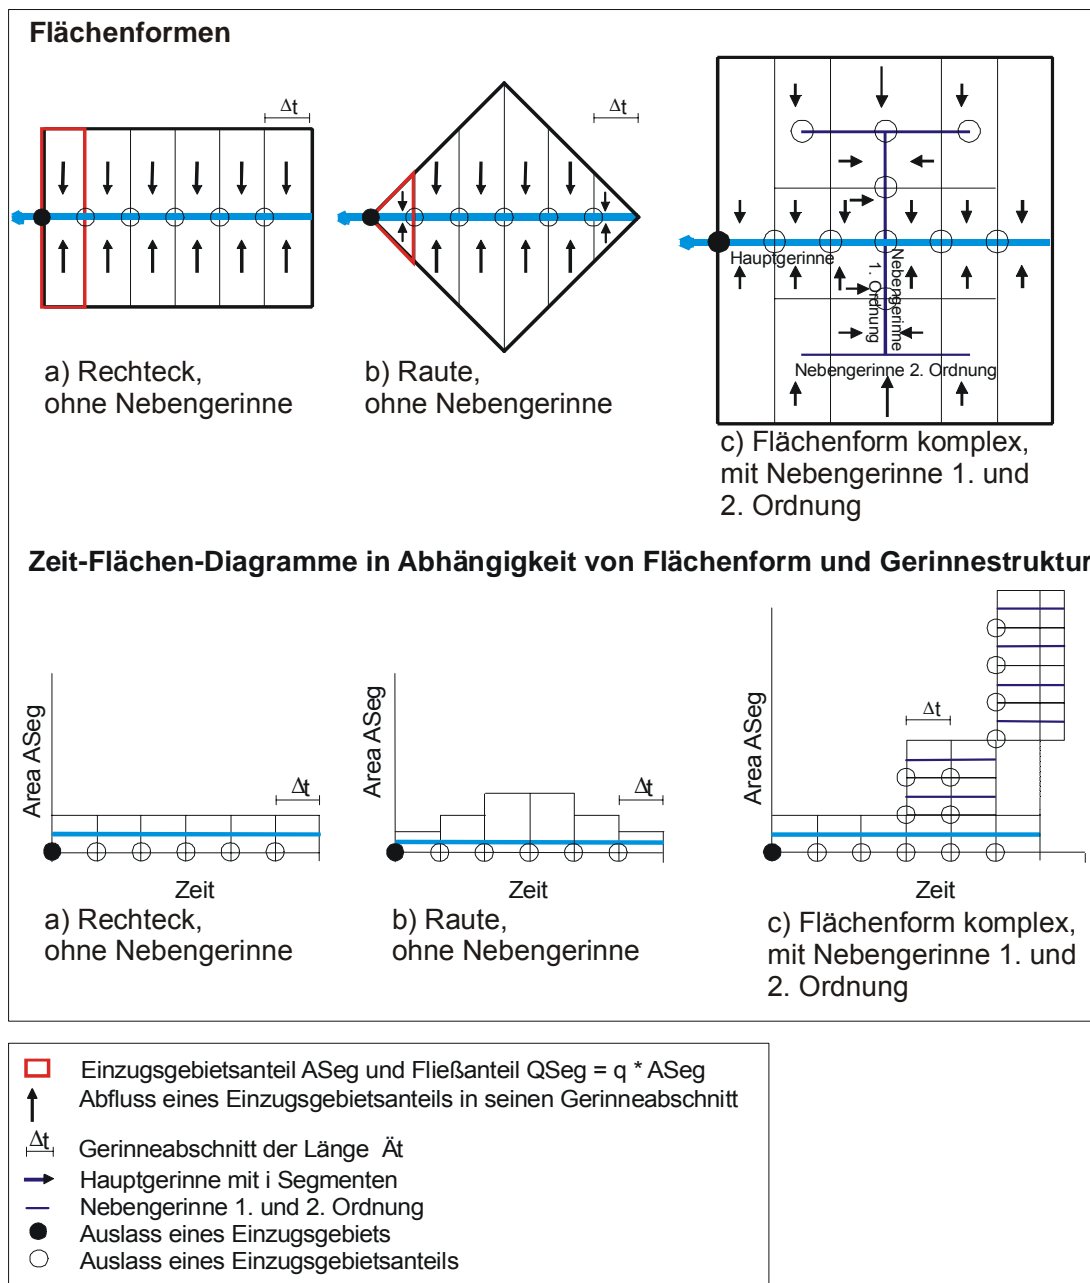 Flächenformen
Δt
Δt
Hauptgerinne
Nebengerinne
1. Ordnung
Nebengerinne 2. Ordnung
a) Rechteck,
ohne Nebengerinne
b) Raute,
ohne Nebengerinne
c) Flächenform komplex,
mit Nebengerinne 1. und
2. Ordnung
Zeit-Flächen-Diagramme in Abhängigkeit von Flächenform und Gerinnestruktur
Area ASeg
Δt
Zeit
a) Rechteck,
ohne Nebengerinne
Area ASeg
Δt
Zeit
b) Raute,
ohne Nebengerinne
Area ASeg
Δt
Zeit
c) Flächenform komplex,
mit Nebengerinne 1. und
2. Ordnung
Einzugsgebietsanteil ASeg und Fließanteil QSeg = q * ASeg
Abfluss eines Einzugsgebietsanteils in seinen Gerinneabschnitt
Δt Gerinneabschnitt der Länge Ät
Hauptgerinne mit i Segmenten
Nebengerinne 1. und 2. Ordnung
Auslass eines Einzugsgebiets
Auslass eines Einzugsgebietsanteils